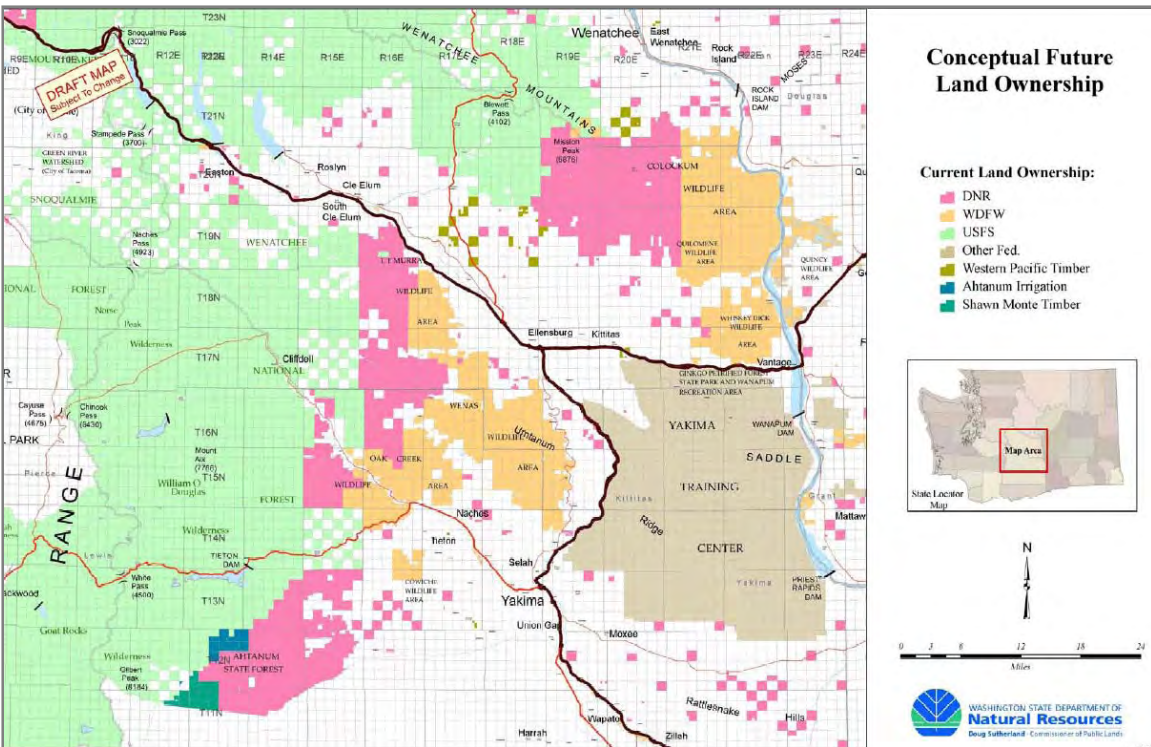 Conceptual Future
Land Ownership
Current Land Ownership:
DNR
WDFW
USFS
Other Fed.
Western Pacific Timber
Ahtanum Irrigation
Shawn Monte Timber
Map Area
State Locator
Map
N
0 3 6 12 18 24
Miles
WASHINGTON STATE DEPARTMENT OF
Natural Resources
Doug Sutherland - Commissioner of Public Lands
DRAFT MAP
Subject To Change
Snoqualmie Pass
(3022)
T23N
R12E
R15E
R16E
R17E
R18E
R19E
R20E
R21E
R22E
R23E
R24E
WENATCHEE
MOUNTAINS
Wenatchee
East
Wenatchee
Rock
Island
ROCK
ISLAND
DAM
MOSES
Douglas
T22N
T21N
Blewett
Pass
(4102)
King
Stampede Pass
(3700)
GREEN RIVER
WATERSHED
(City of Tacoma)
Easton
Roslyn
Cle Elum
South
Cle Elum
Mission
Peak
(6876)
COLOCKUM
WILDLIFE
AREA
SNOQUALMIE
T20N
Naches
Pass
(4923)
T19N
WENATCHEE
QUILOMENE
WILDLIFE
AREA
QUINCY
WILDLIFE
AREA
LT MURRA
WILDLIFE
AREA
FOREST
T18N
Norse
Peak
Wilderness
WHISKEY DICK
WILDLIFE
AREA
Ellensburg
Kittitas
Vantage
T17N
Cliffdell
NATIONAL
GINKGO PETRIFIED FOREST
STATE PARK AND WANAPUM
RECREATION AREA
Cayuse
Pass
(4675)
Chinook
Pass
(5430)
PARK
Pierce
T16N
WENAS
WILDLIFE
AREA
Umtanum
YAKIMA
TRAINING
CENTER
WANAPUM
DAM
SADDLE
Mount
Aix
(7766)
T15N
OAK CREEK
WILDLIFE AREA
William O
Douglas
FOREST
Wilderness
Kittitas
Ridge
Grant
Mattaw
RANGE
Naches
T14N
Tieton
Lewis
TIETON
DAM
Selah
White
Pass
(4500)
T13N
COWICHE
WILDLIFE
AREA
Yakima
Yakima
PRIEST
RAPIDS
DAM
ackwood
Goat Rocks
Union Gap
Moxee
Wilderness
Gilbert
Peak
(8184)
AHTANUM
STATE FOREST
T11N
Rattlesnake
Hills
Wapato
Harrah
Zillah